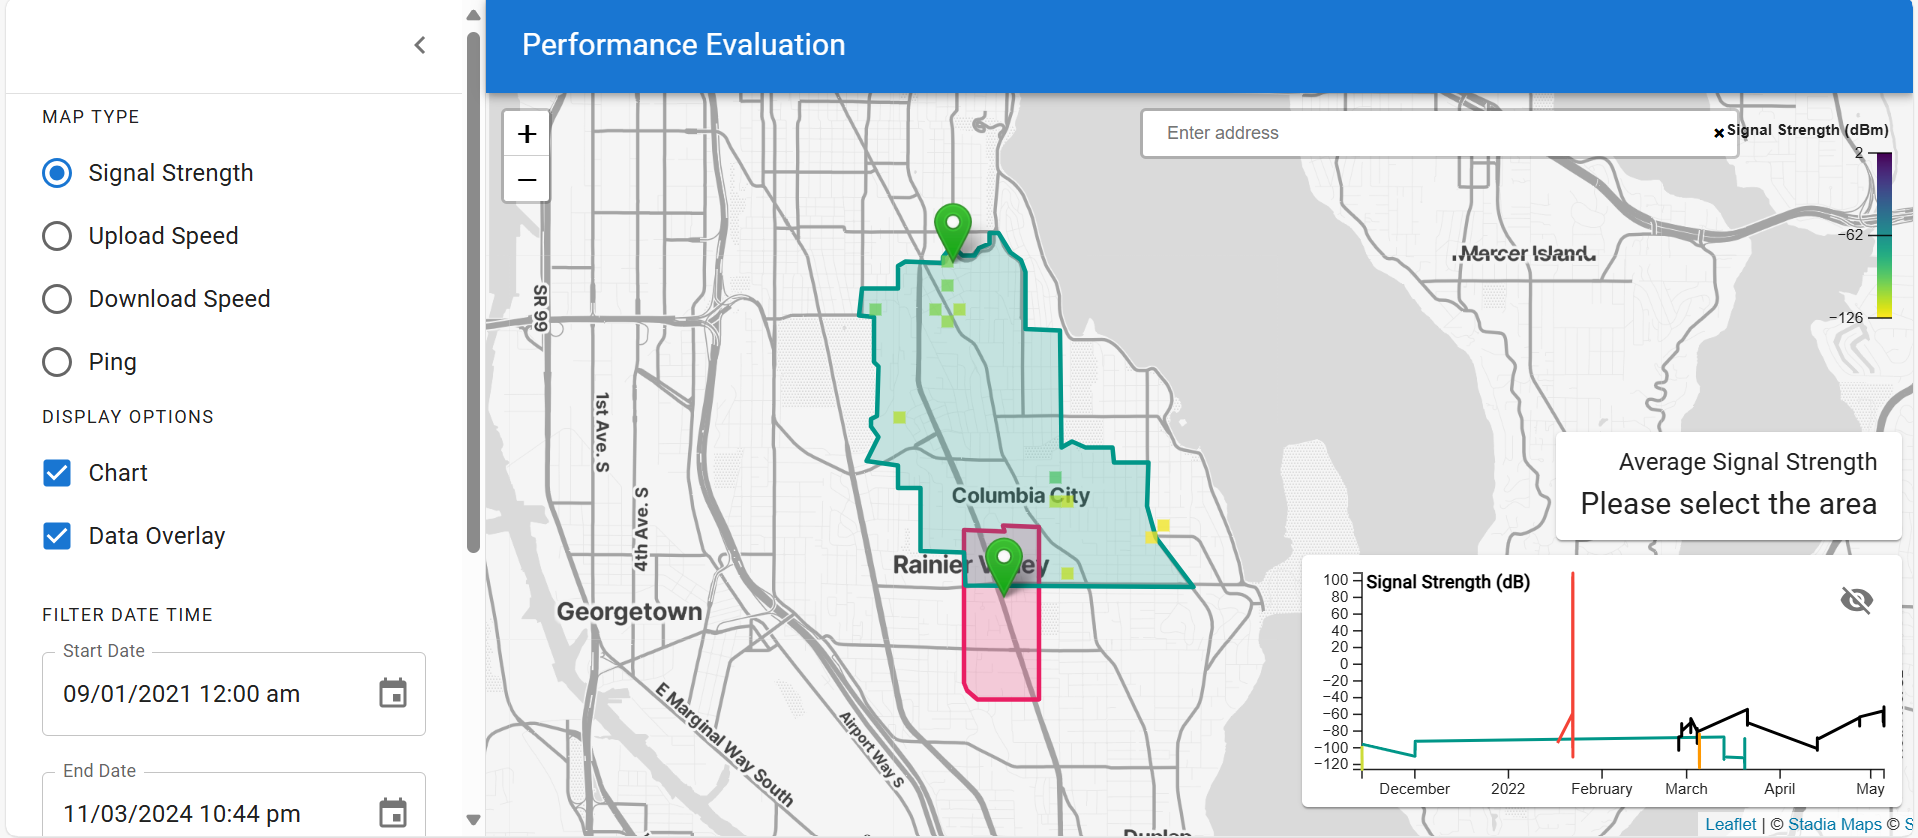 Performance Evaluation
MAP TYPE
Signal Strength
Upload Speed
Download Speed
Ping
DISPLAY OPTIONS
Chart
Data Overlay
FILTER DATE TIME
Start Date
09/01/2021 12:00 am
End Date
11/03/2024 10:44 pm
+
−
Enter address
×
Signal Strength (dBm)
2
−62
−126
Mercer Island
SR 99
1st Ave. S
4th Ave. S
Columbia City
Rainier Valley
Georgetown
E Marginal Way South
Airport Way S
Dunlap
Average Signal Strength
Please select the area
Signal Strength (dB)
100
80
60
40
20
0
−20
−40
−60
−80
−100
−120
December
2022
February
March
April
May
Leaflet | © Stadia Maps © S